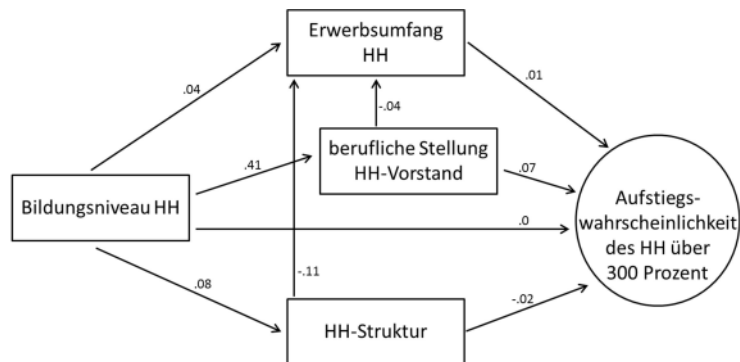 Erwerbsumfang
HH
.04
.01
-.04
berufliche Stellung
HH-Vorstand
.41
.07
Bildungsniveau HH
.0
Aufstiegs-
wahrscheinlichkeit
des HH über
300 Prozent
.08
-.11
-.02
HH-Struktur